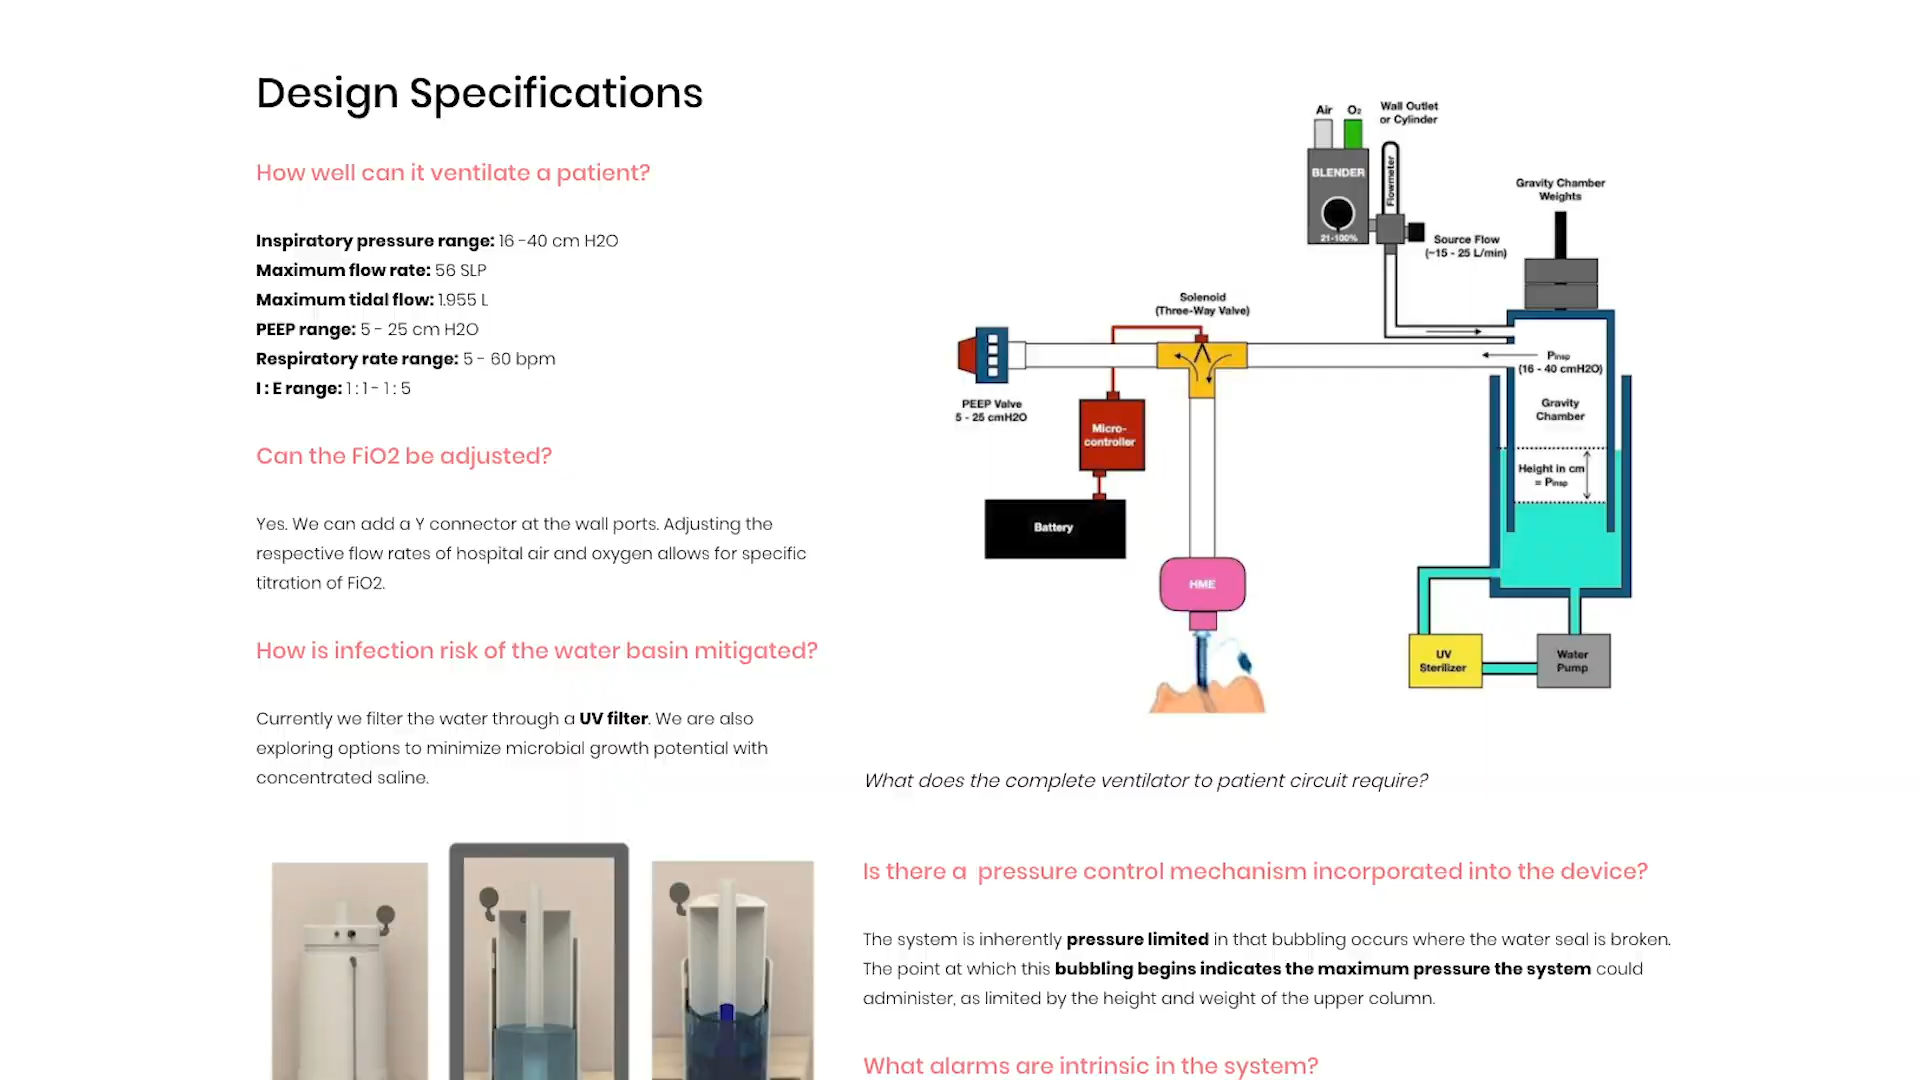 Design Specifications
How well can it ventilate a patient?
Inspiratory pressure range: 16 -40 cm H2O
Maximum flow rate: 56 SLP
Maximum tidal flow: 1.955 L
PEEP range: 5 - 25 cm H2O
Respiratory rate range: 5 - 60 bpm
I : E range: 1 : 1 - 1 : 5
Can the FiO2 be adjusted?
Yes. We can add a Y connector at the wall ports. Adjusting the
respective flow rates of hospital air and oxygen allows for specific
titration of FiO2.
How is infection risk of the water basin mitigated?
Currently we filter the water through a UV filter. We are also
exploring options to minimize microbial growth potential with
concentrated saline.
Air
O2
Wall Outlet
or Cylinder
BLENDER
21-100%
Flowmeter
Source Flow
(~15 - 25 L/min)
Gravity Chamber
Weights
Solenoid
(Three-Way Valve)
PEEP Valve
5 - 25 cmH2O
Micro-
controller
Battery
HME
Pinsp
(16 - 40 cmH2O)
Gravity
Chamber
Height in cm
= Pinsp
UV
Sterilizer
Water
Pump
What does the complete ventilator to patient circuit require?
Is there a  pressure control mechanism incorporated into the device?
The system is inherently pressure limited in that bubbling occurs where the water seal is broken.
The point at which this bubbling begins indicates the maximum pressure the system could
administer, as limited by the height and weight of the upper column.
What alarms are intrinsic in the system?